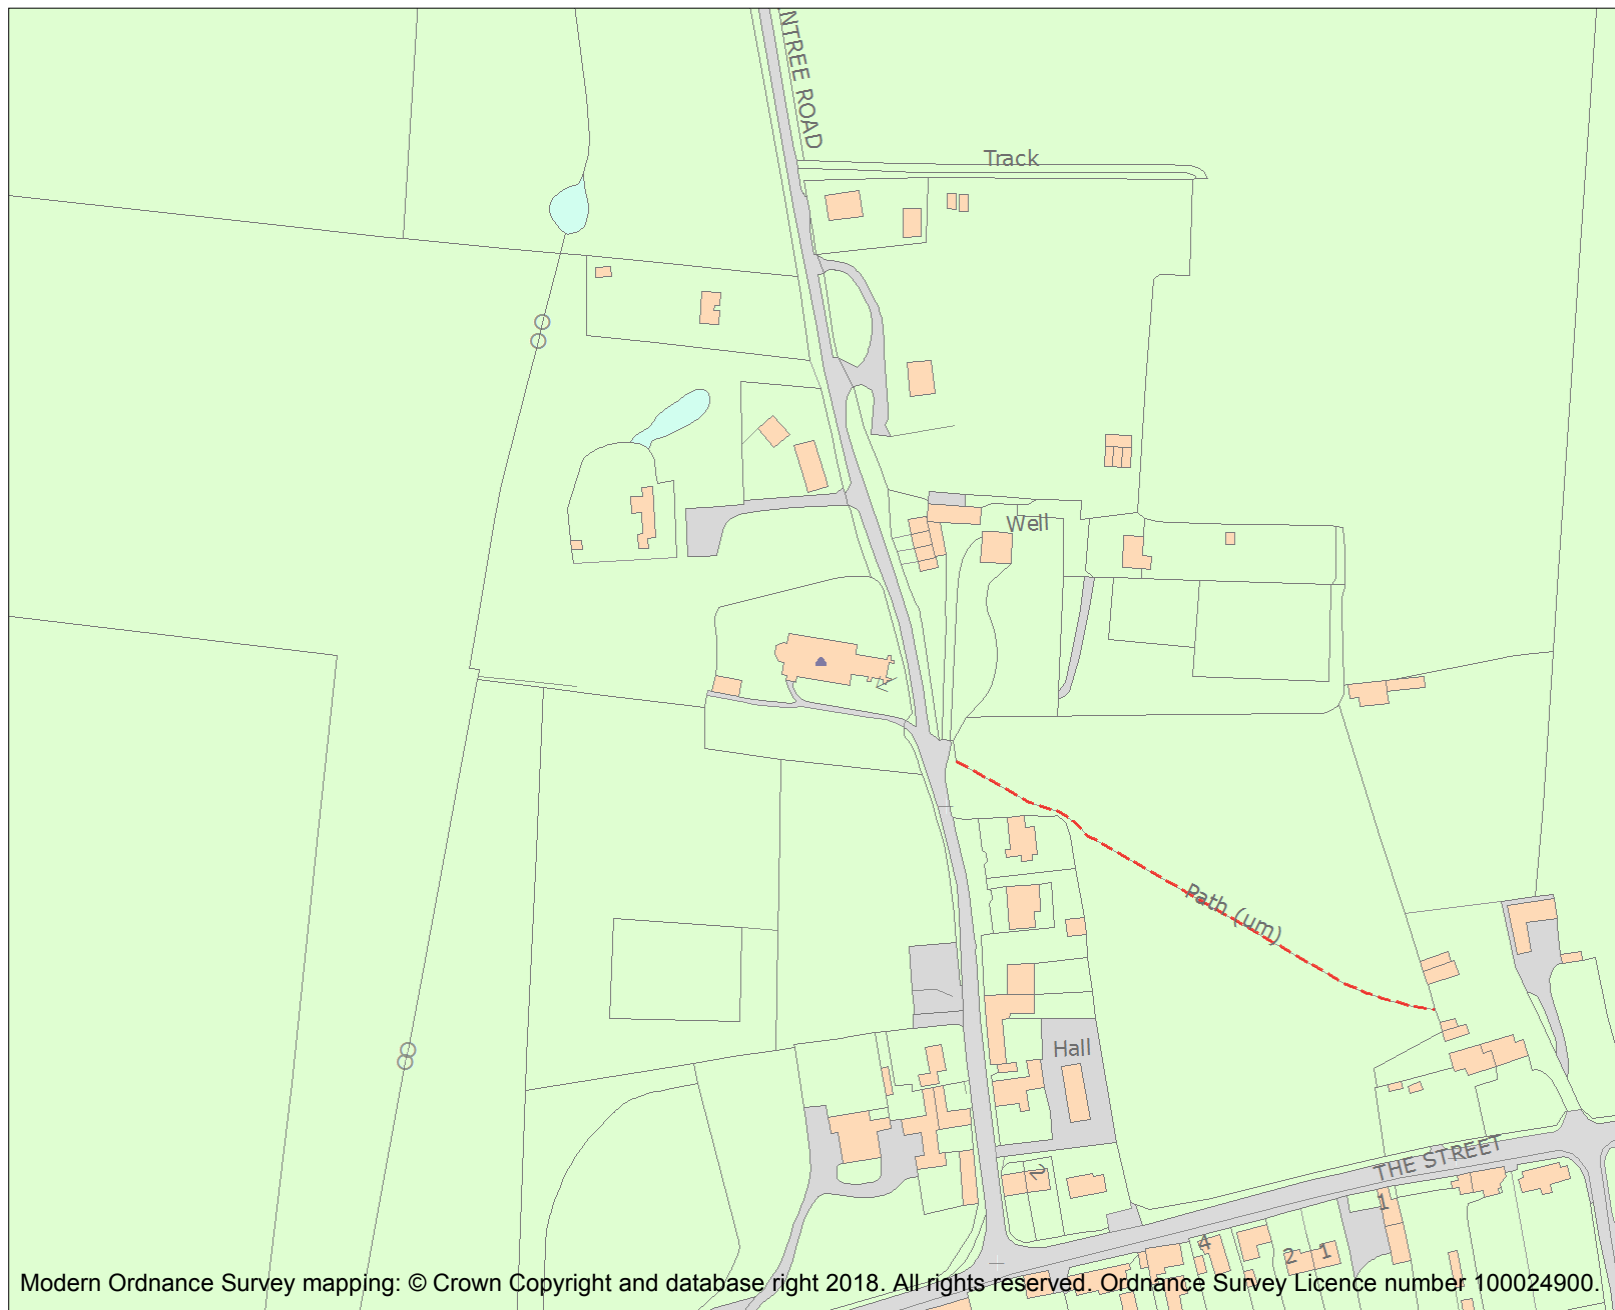 NTREE ROAD
Track
Well
Path (um)
Hall
THE STREET
2
1
4
2
1
Modern Ordnance Survey mapping: © Crown Copyright and database right 2018. All rights reserved. Ordnance Survey Licence number 100024900.